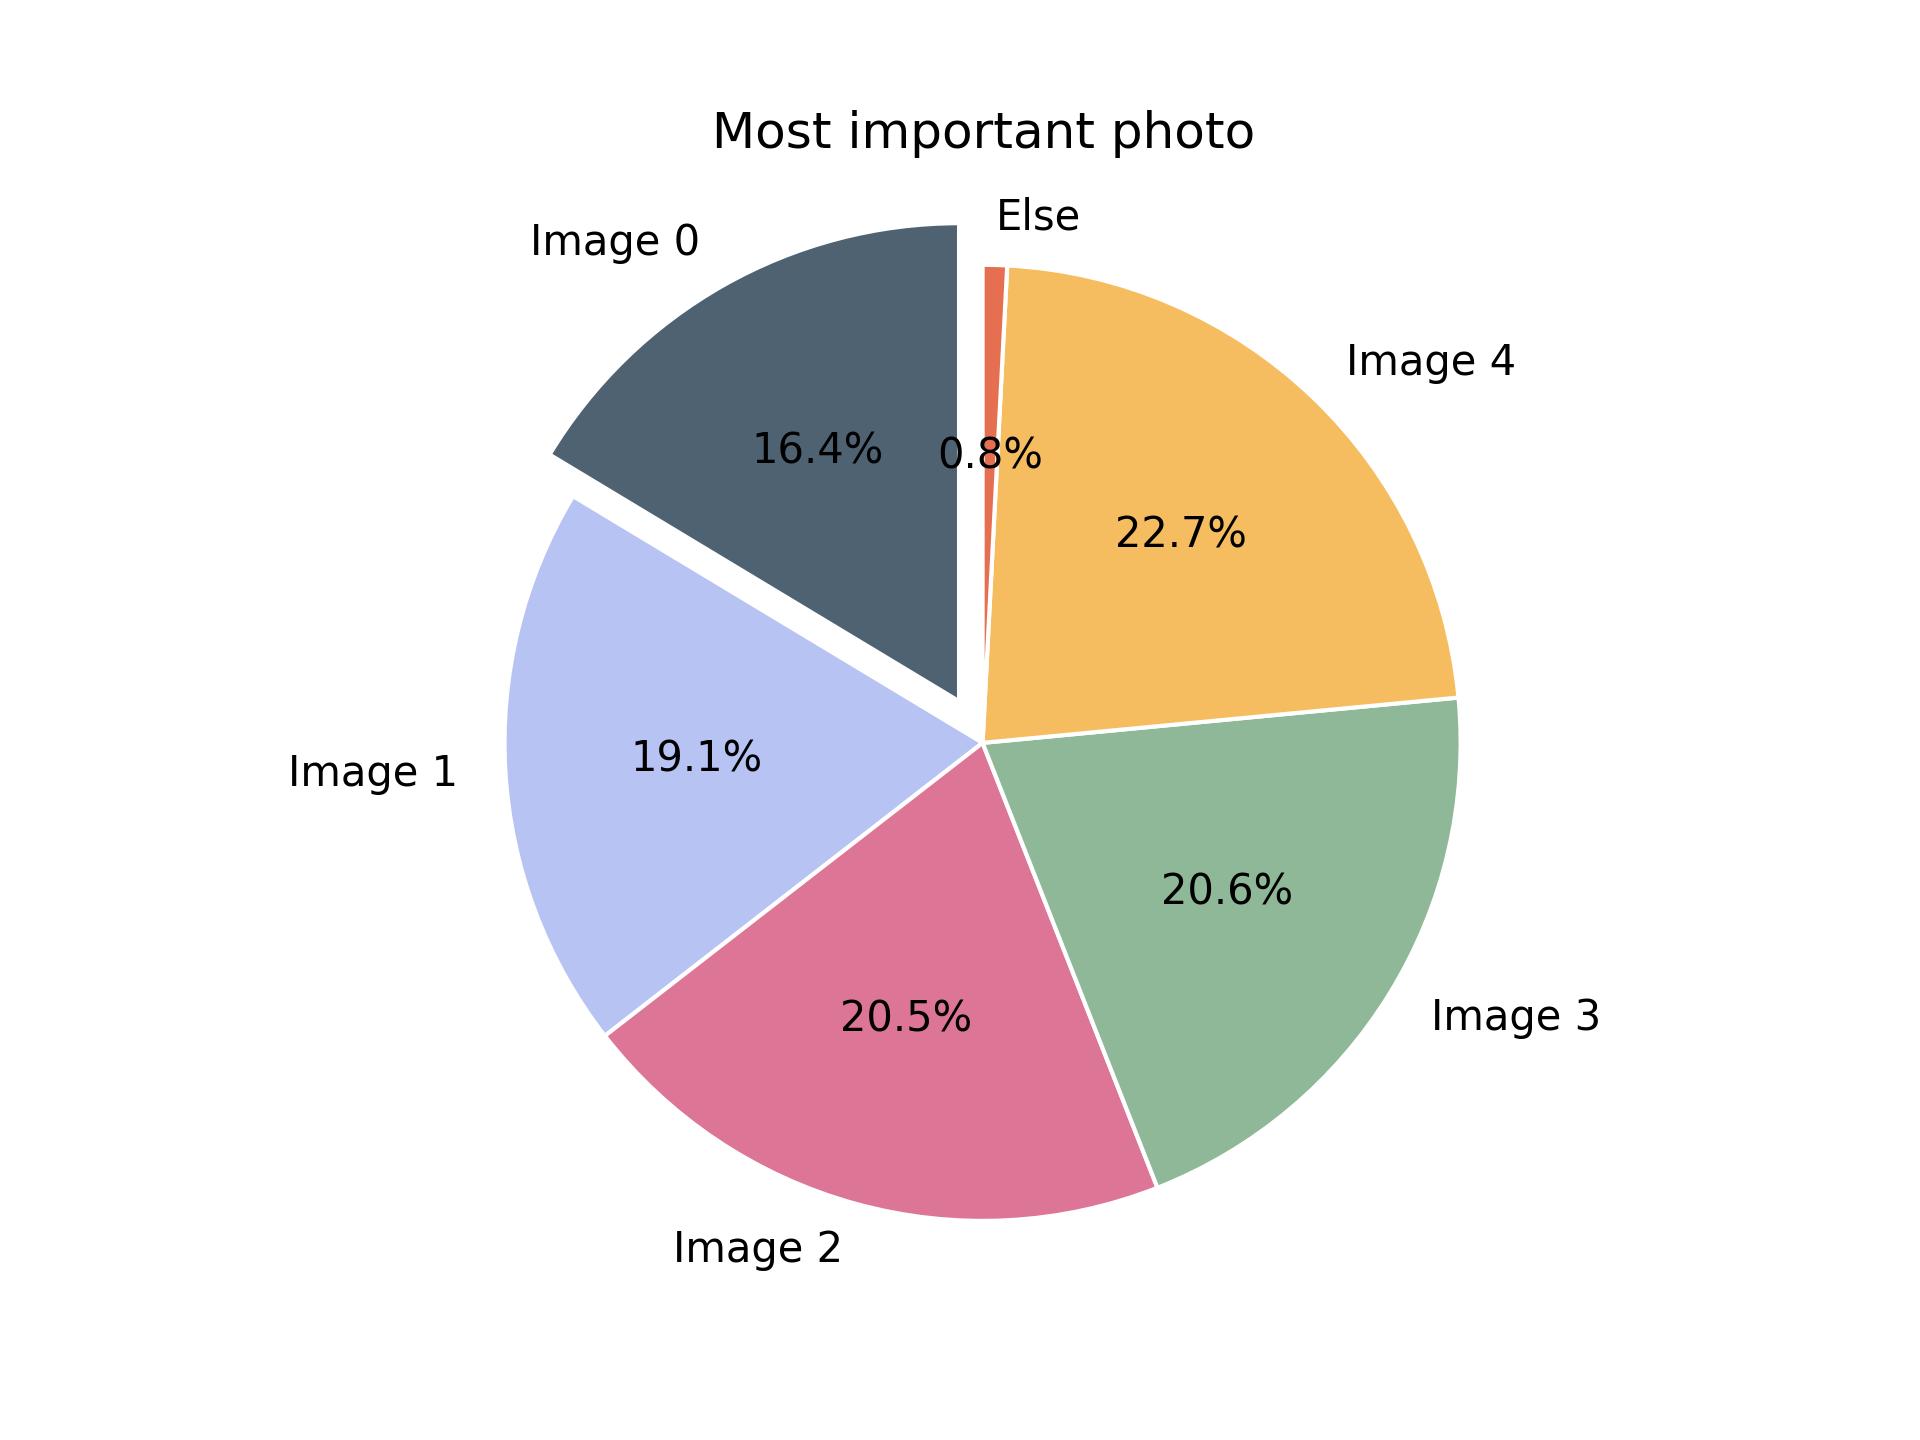 Most important photo
Else
Image 0
Image 4
16.4%
0.8%
22.7%
19.1%
Image 1
20.6%
20.5%
Image 3
Image 2